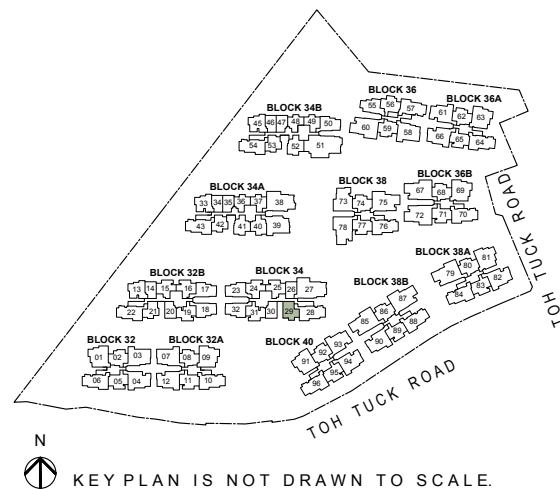 BLOCK 36
BLOCK 36A
55 56 57
61 62 63
60 59 58
66 65 64
BLOCK 34B
45 46 47 48 49 50
54 53 52 51
BLOCK 34A
33 34 35 36 37 38
43 42 41 40 39
BLOCK 38
73 74 75
78 77 76
BLOCK 36B
67 68 69
72 71 70
TOH TUCK ROAD
BLOCK 32B
13 14 15 16 17
22 21 20 19 18
BLOCK 34
23 24 25 26 27
32 31 30 29 28
BLOCK 38A
79 80 81
84 83 82
BLOCK 38B
85 86 87
90 89 88
BLOCK 32
01 02 03
06 05 04
BLOCK 32A
07 08 09
12 11 10
BLOCK 40
91 92 93
96 95 94
TOH TUCK ROAD
N
KEY PLAN IS NOT DRAWN TO SCALE.